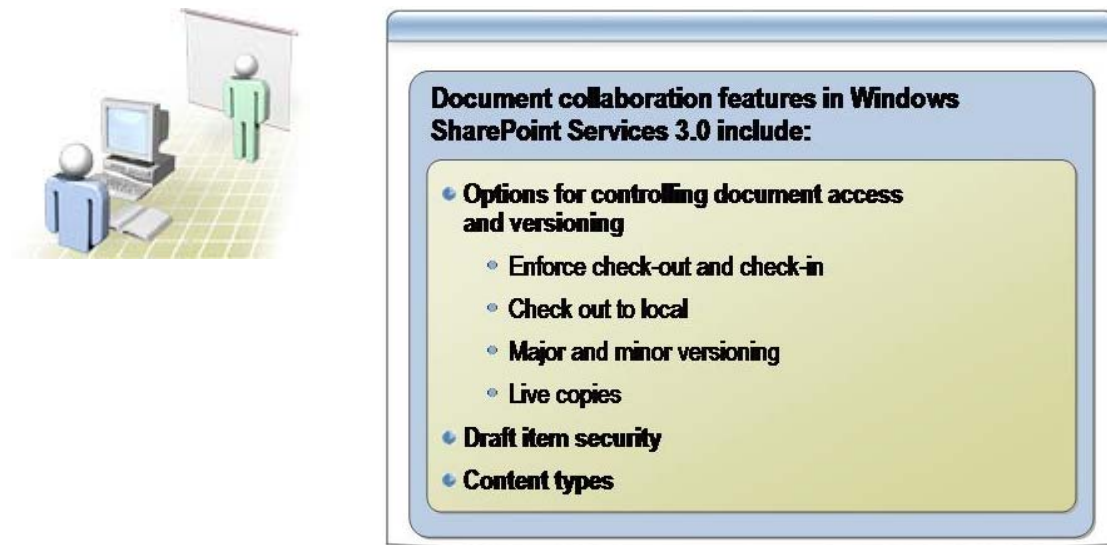 Document collaboration features in Windows
SharePoint Services 3.0 include:
Options for controlling document access
and versioning
Enforce check-out and check-in
Check out to local
Major and minor versioning
Live copies
Draft item security
Content types